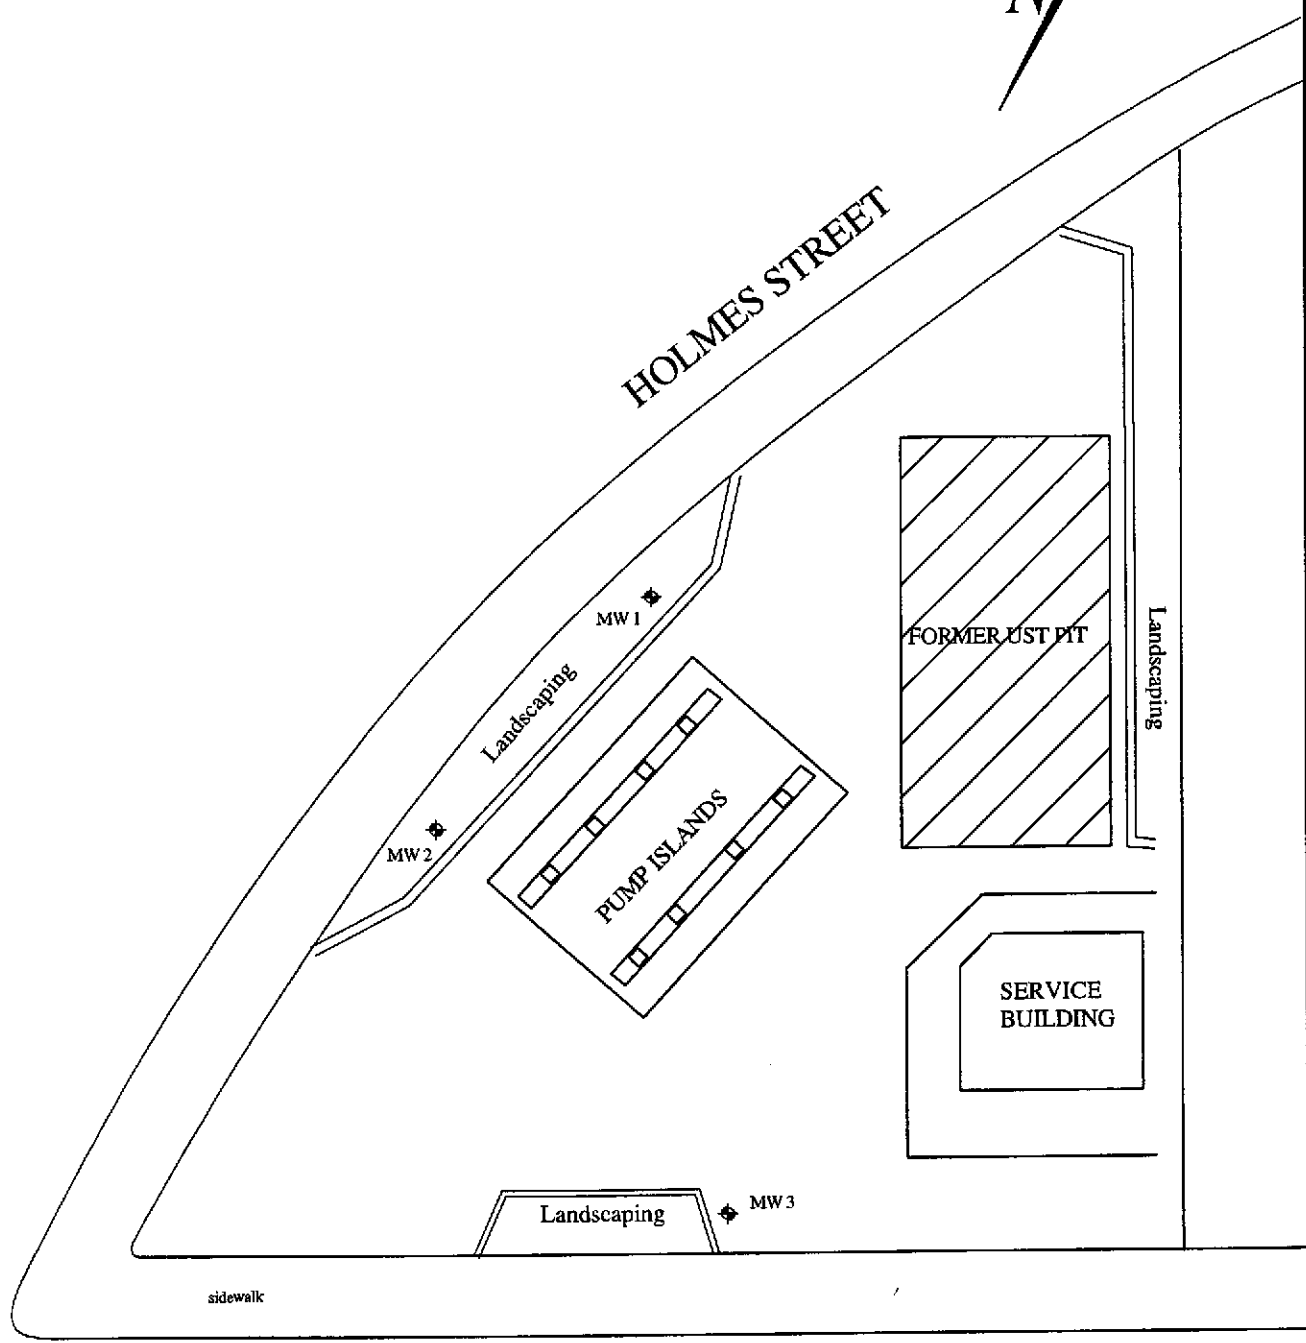 N
HOLMES STREET
MW 1
FORMER UST PIT
Landscaping
Landscaping
PUMP ISLANDS
MW 2
SERVICE
BUILDING
MW 3
Landscaping
sidewalk